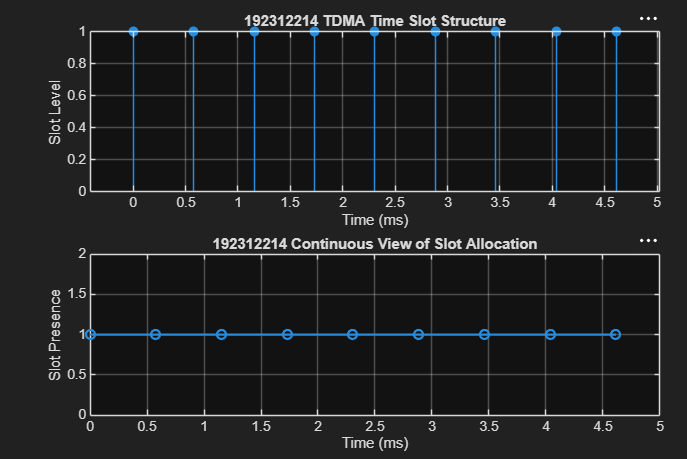 192312214 TDMA Time Slot Structure
1
0.8
0.6
0.4
0.2
0
Slot Level
0 0.5 1 1.5 2 2.5 3 3.5 4 4.5 5
Time (ms)
192312214 Continuous View of Slot Allocation
2
1.5
1
0.5
0
Slot Presence
0 0.5 1 1.5 2 2.5 3 3.5 4 4.5 5
Time (ms)